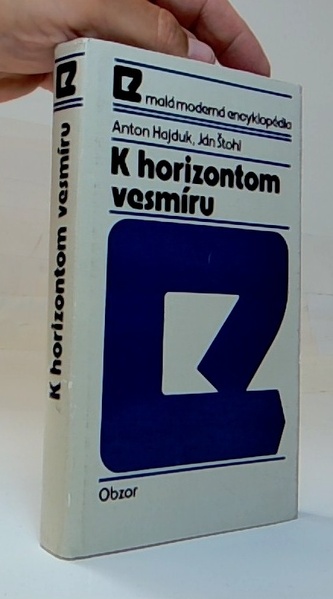 malá moderná encyklopédia
Anton Hajduk, Ján Štohl
K horizontom
vesmíru
Obzor
K horizontom vesmíru